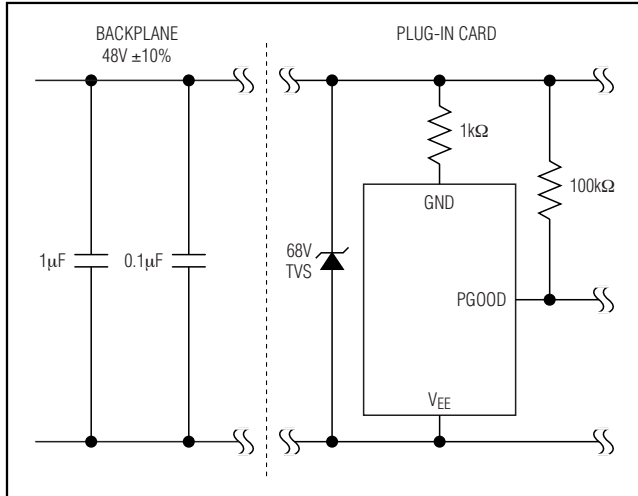 BACKPLANE
48V ±10%
PLUG-IN CARD
1kΩ
GND
100kΩ
1μF
0.1μF
68V
TVS
PGOOD
VEE